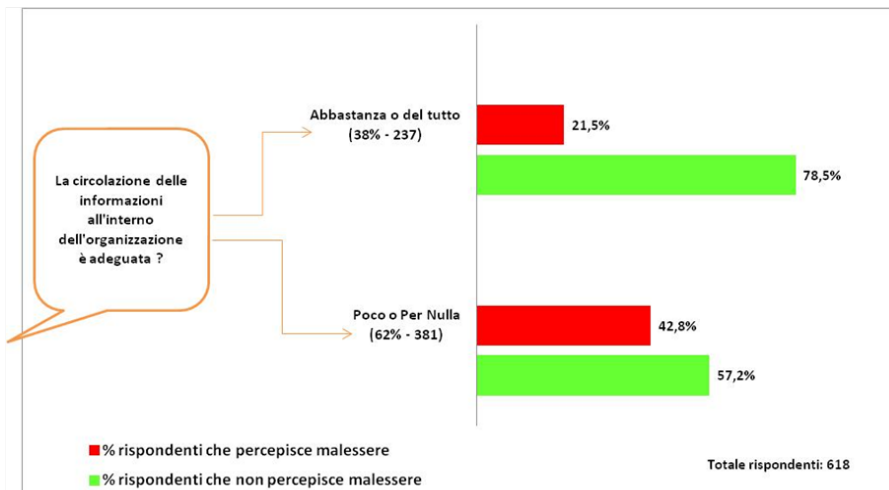 La circolazione delle
informazioni
all'interno
dell'organizzazione
è adeguata ?
Abbastanza o del tutto
(38% - 237)
21,5%
78,5%
Poco o Per Nulla
(62% - 381)
42,8%
57,2%
% rispondenti che percepisce malessere
% rispondenti che non percepisce malessere
Totale rispondenti: 618